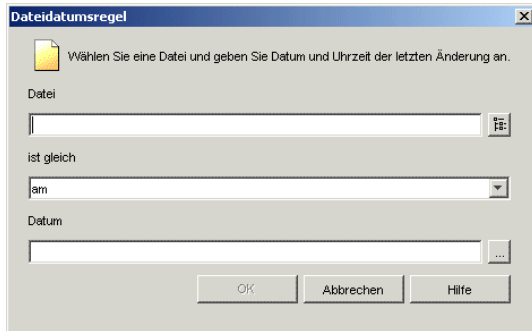 Dateidatumsregel
Wählen Sie eine Datei und geben Sie Datum und Uhrzeit der letzten Änderung an.
Datei
ist gleich
am
Datum
...
OK Abbrechen Hilfe